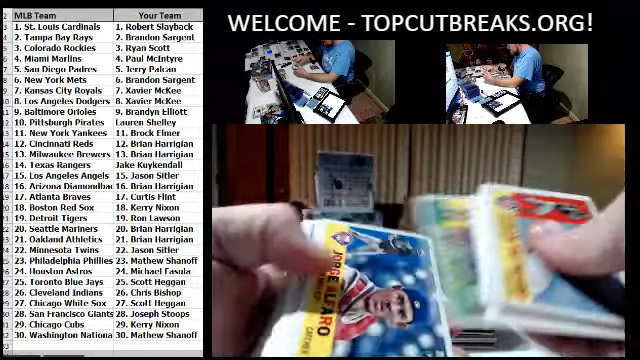 WELCOME - TOPCUTBREAKS.ORG!
MLB Team Your Team
1. St. Louis Cardinals 1. Robert Slayback
2. Tampa Bay Rays 2. Brandon Sargent
3. Colorado Rockies 3. Ryan Scott
4. Miami Marlins 4. Paul McIntyre
5. San Diego Padres 5. Terry Palcan
6. New York Mets 6. Brandon Sargent
7. Kansas City Royals 7. Xavier McKee
8. Los Angeles Dodgers 8. Xavier McKee
9. Baltimore Orioles 9. Brandyn Elliott
10. Pittsburgh Pirates Lauren Shelley
11. New York Yankees 11. Brock Elmer
12. Cincinnati Reds 12. Brian Harrigian
13. Milwaukee Brewers 13. Brian Harrigian
14. Texas Rangers Jake Kuykendall
15. Los Angeles Angels 15. Jason Sitler
16. Arizona Diamondbac 16. Brian Harrigian
17. Atlanta Braves 17. Curtis Flint
18. Boston Red Sox 18. Kerry Nixon
19. Detroit Tigers 19. Ron Lawson
20. Seattle Mariners 20. Brian Harrigian
21. Oakland Athletics 21. Brian Harrigian
22. Minnesota Twins 22. Jason Sitler
23. Philadelphia Phillies 23. Mathew Shanoff
24. Houston Astros 24. Michael Fasula
25. Toronto Blue Jays 25. Scott Heggan
26. Cleveland Indians 26. Chris Bishop
27. Chicago White Sox 27. Scott Heggan
28. San Francisco Giants 28. Joseph Stoops
29. Chicago Cubs 29. Kerry Nixon
30. Washington Nationa 30. Mathew Shanoff
JORGE ALFARO
CATCHER